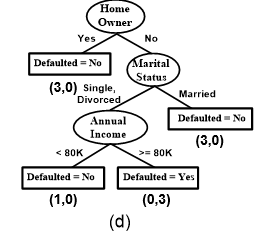 Home
Owner
Yes
No
Defaulted = No
(3,0)
Marital
Status
Single,
Divorced
Married
Annual
Income
Defaulted = No
(3,0)
< 80K
>= 80K
Defaulted = No
Defaulted = Yes
(1,0)
(0,3)
(d)